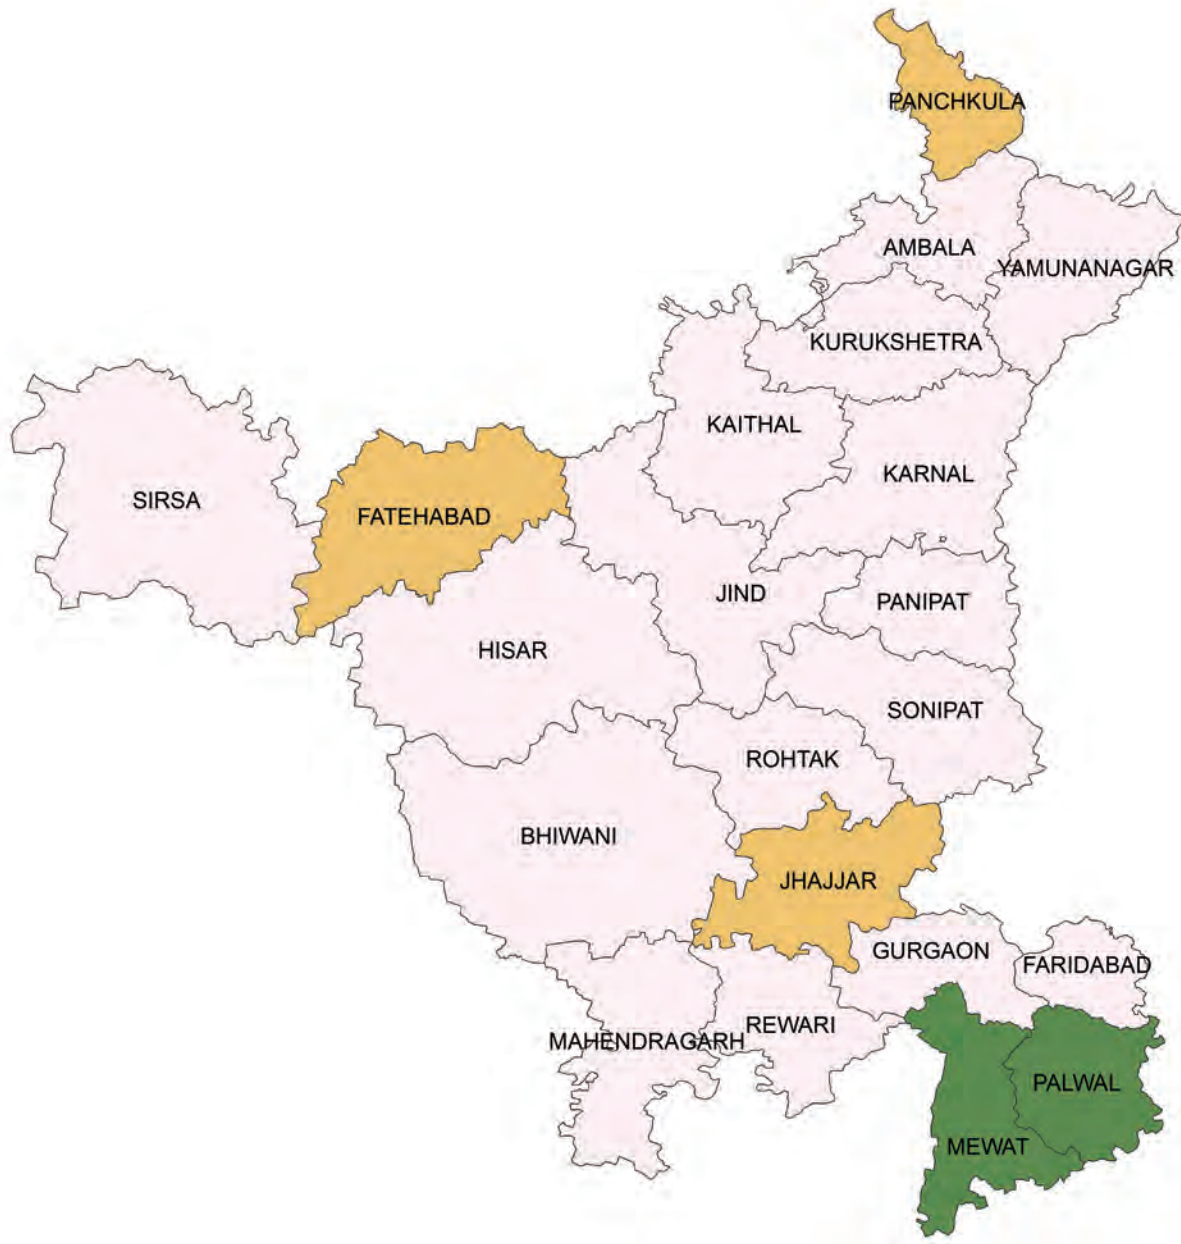 PANCHKULA
AMBALA
YAMUNANAGAR
KURUKSHETRA
KAITHAL
KARNAL
SIRSA
FATEHABAD
JIND
PANIPAT
HISAR
SONIPAT
ROHTAK
BHIWANI
JHAJJAR
GURGAON
FARIDABAD
REWARI
MAHENDRAGARH
PALWAL
MEWAT